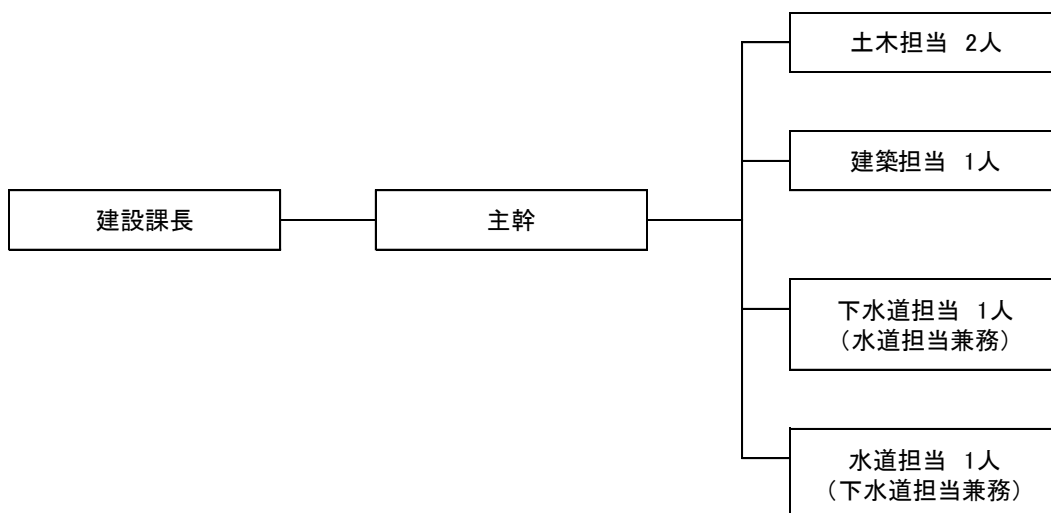 土木担当 2人
建築担当 1人
建設課長
主幹
下水道担当 1人
(水道担当兼務)
水道担当 1人
(下水道担当兼務)